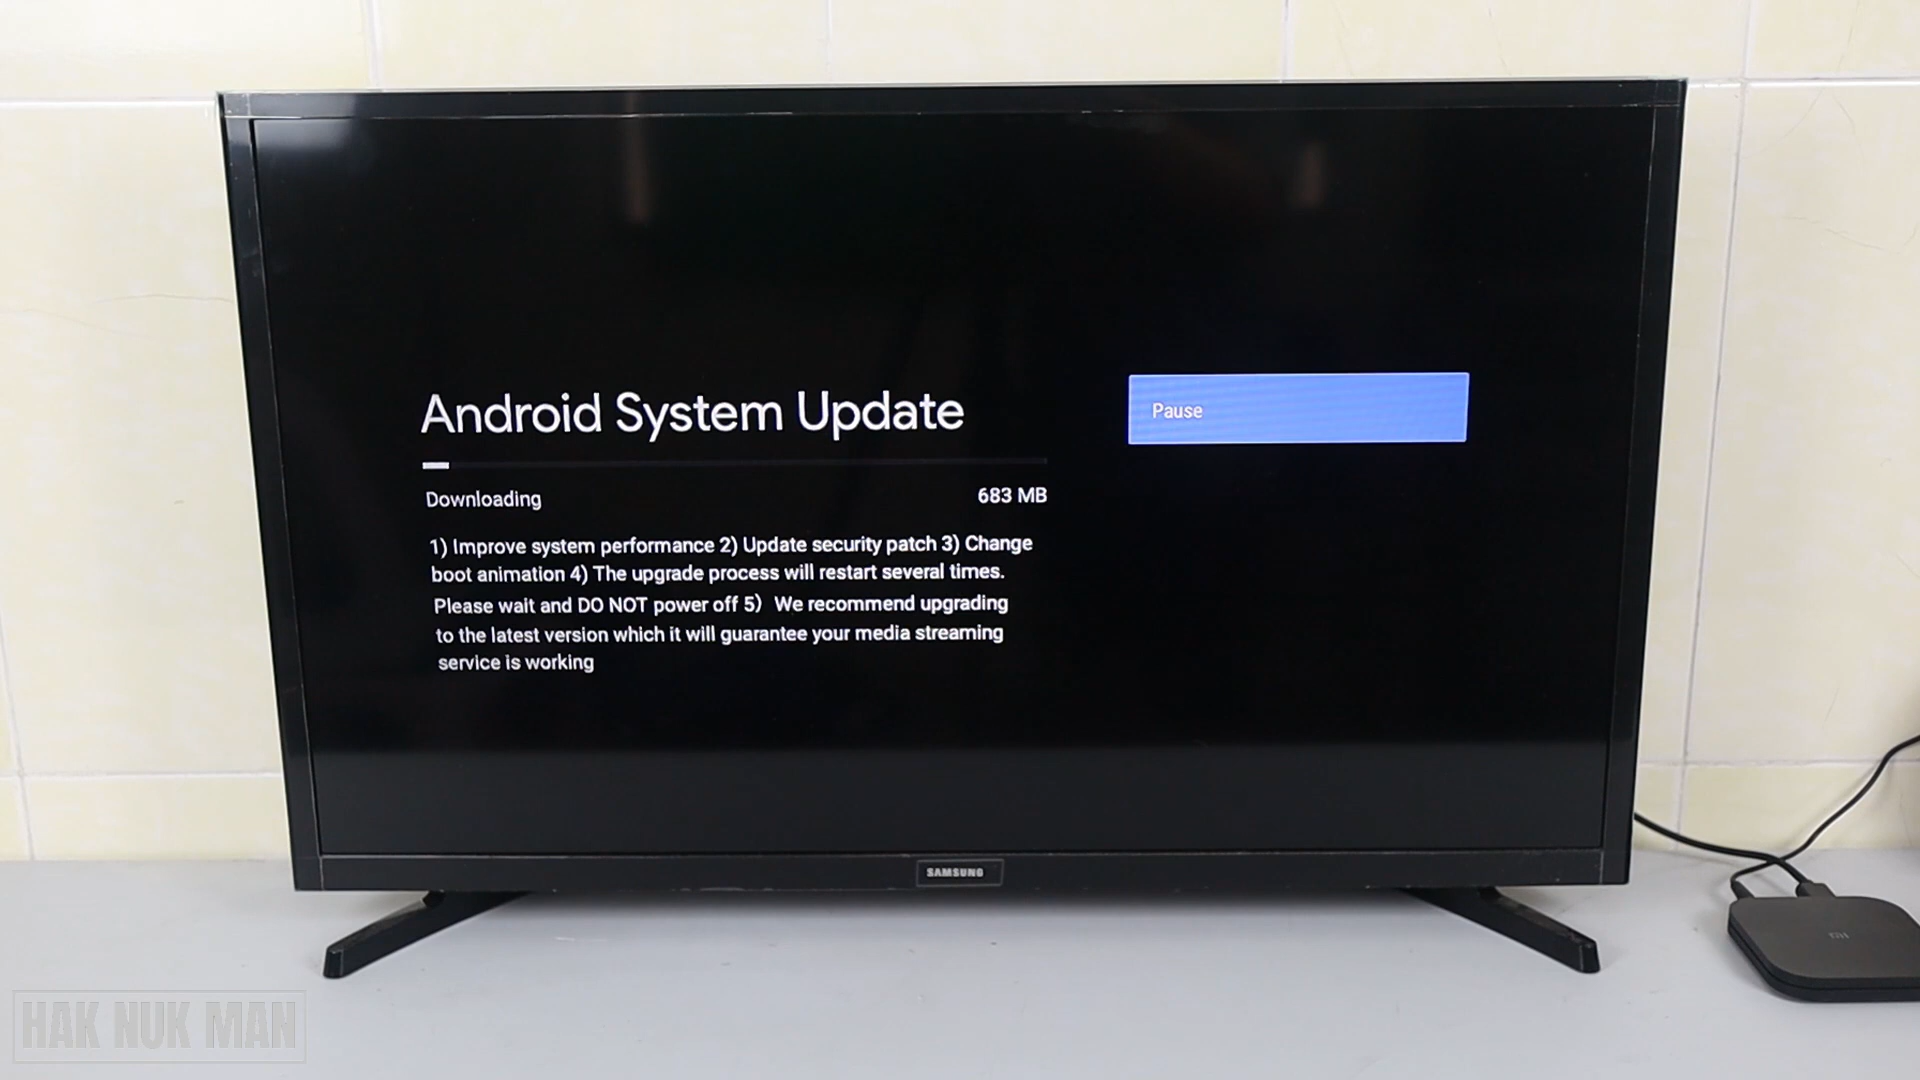 Android System Update
Pause
Downloading
683 MB
1) Improve system performance 2) Update security patch 3) Change
boot animation 4) The upgrade process will restart several times.
Please wait and DO NOT power off 5) We recommend upgrading
to the latest version which it will guarantee your media streaming
service is working
SAMSUNG
MI
HAK NUK MAN